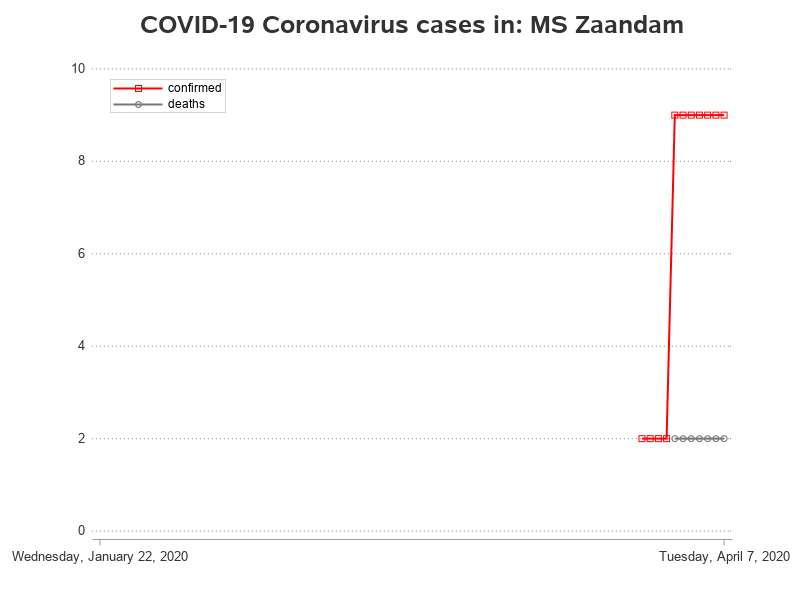 COVID-19 Coronavirus cases in: MS Zaandam
10
confirmed
deaths
8
6
4
2
0
Wednesday, January 22, 2020
Tuesday, April 7, 2020